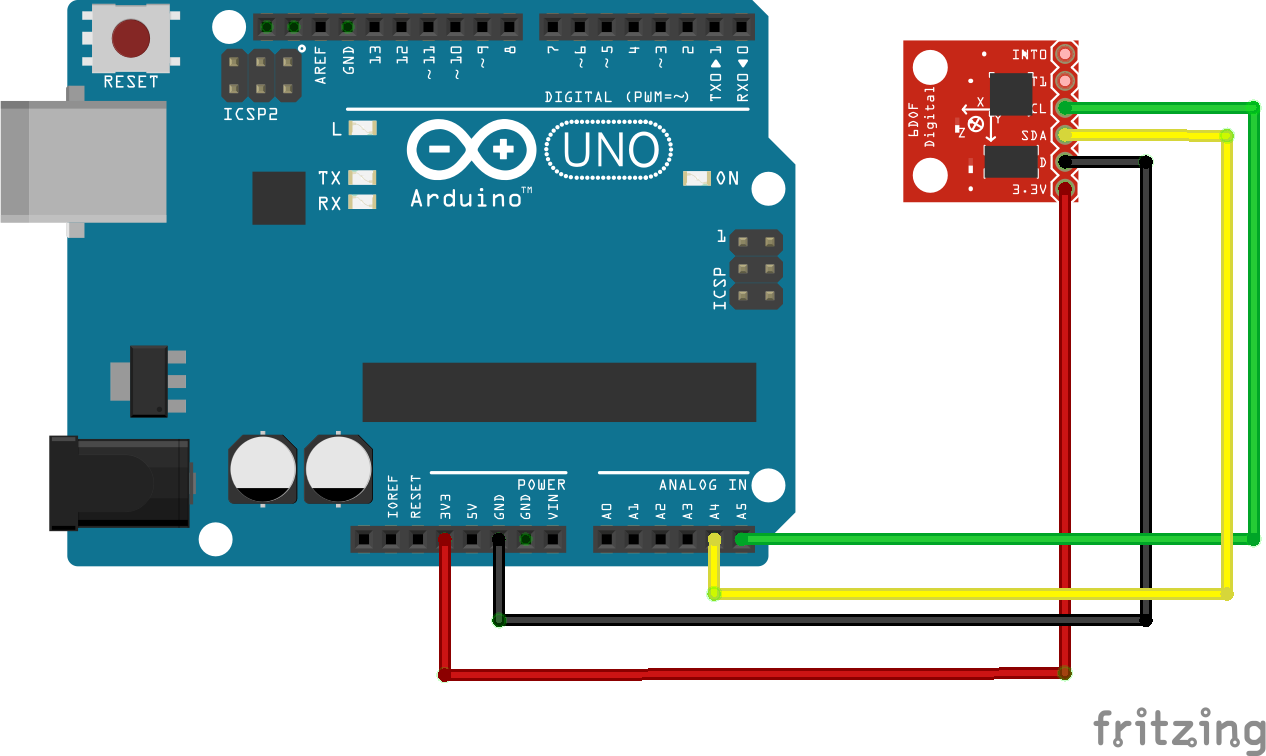 RESET
ICSP2
AREF
GND
13
12
~11
~10
~9
8
7
~6
~5
4
~3
2
TX0▶1
RX0◀0
DIGITAL (PWM=~)
L
TX
RX
UNO
Arduino™
ON
1
ICSP
IOREF
RESET
3V3
5V
GND
GND
VIN
POWER
A0
A1
A2
A3
A4
A5
ANALOG IN
6DOF
Digital
X
Y
Z
INT0
T1
CL
SDA
D
3.3V
fritzing